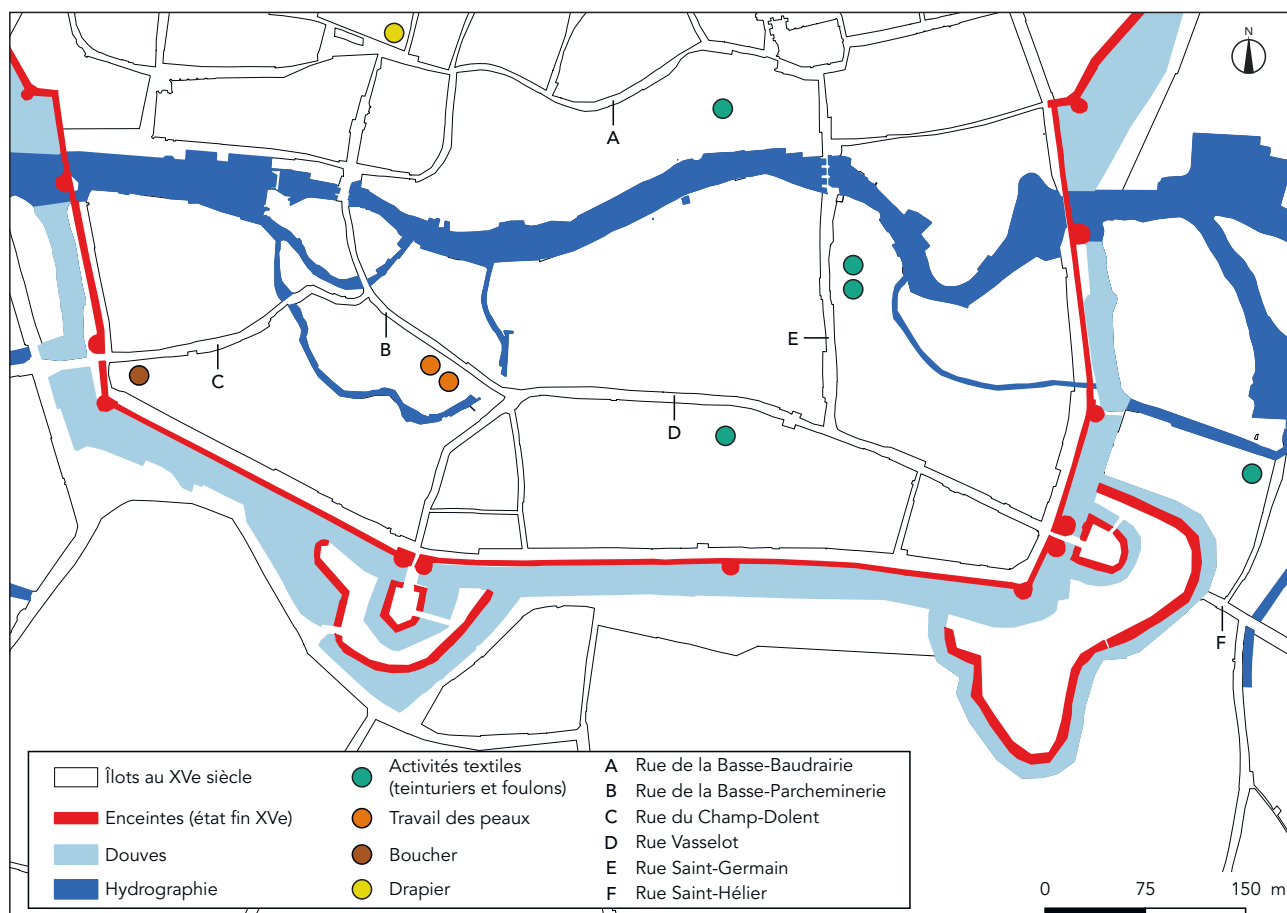 N
A
B
C
D
E
F
Îlots au XVe siècle
Enceintes (état fin XVe)
Douves
Hydrographie
Activités textiles
(teinturiers et foulons)
Travail des peaux
Boucher
Drapier
A Rue de la Basse-Baudrairie
B Rue de la Basse-Parcheminerie
C Rue du Champ-Dolent
D Rue Vasselot
E Rue Saint-Germain
F Rue Saint-Hélier
0 75 150 m